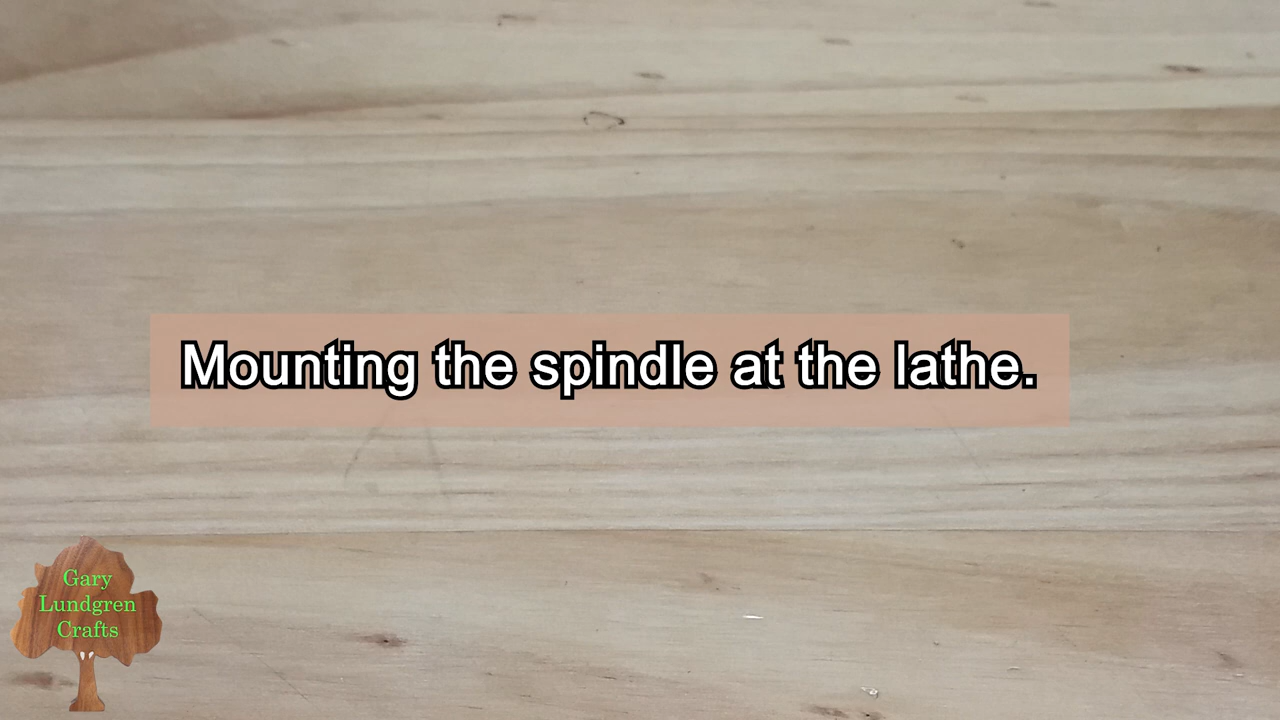 Mounting the spindle at the lathe.
Gary
Lundgren
Crafts